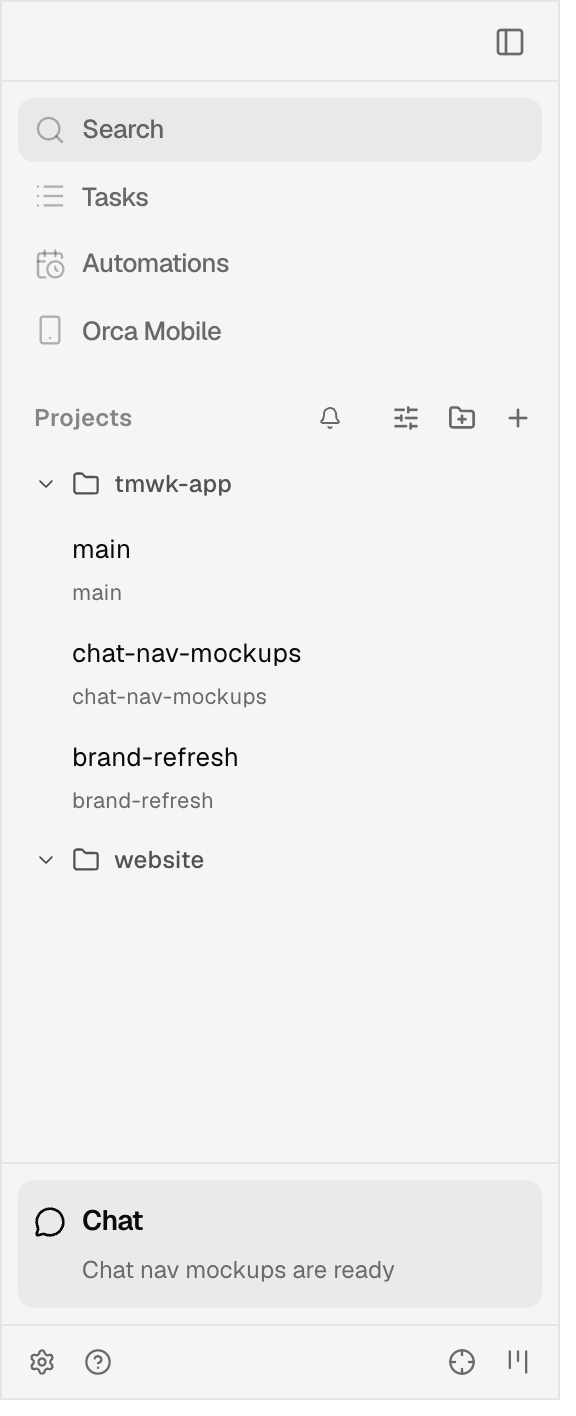 Search
Tasks
Automations
Orca Mobile
Projects
tmwk-app
main
main
chat-nav-mockups
chat-nav-mockups
brand-refresh
brand-refresh
website
Chat
Chat nav mockups are ready